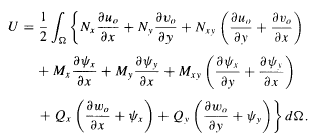 U = \frac{1}{2} \int_{\Omega} \left\{ N_x \frac{\partial u_o}{\partial x} + N_y \frac{\partial v_o}{\partial y} + N_{xy} \left( \frac{\partial u_o}{\partial y} + \frac{\partial v_o}{\partial x} \right) \right.
+ M_x \frac{\partial \psi_x}{\partial x} + M_y \frac{\partial \psi_y}{\partial y} + M_{xy} \left( \frac{\partial \psi_x}{\partial y} + \frac{\partial \psi_y}{\partial x} \right)
\left. + Q_x \left( \frac{\partial w_o}{\partial x} + \psi_x \right) + Q_y \left( \frac{\partial w_o}{\partial y} + \psi_y \right) \right\} d\Omega.